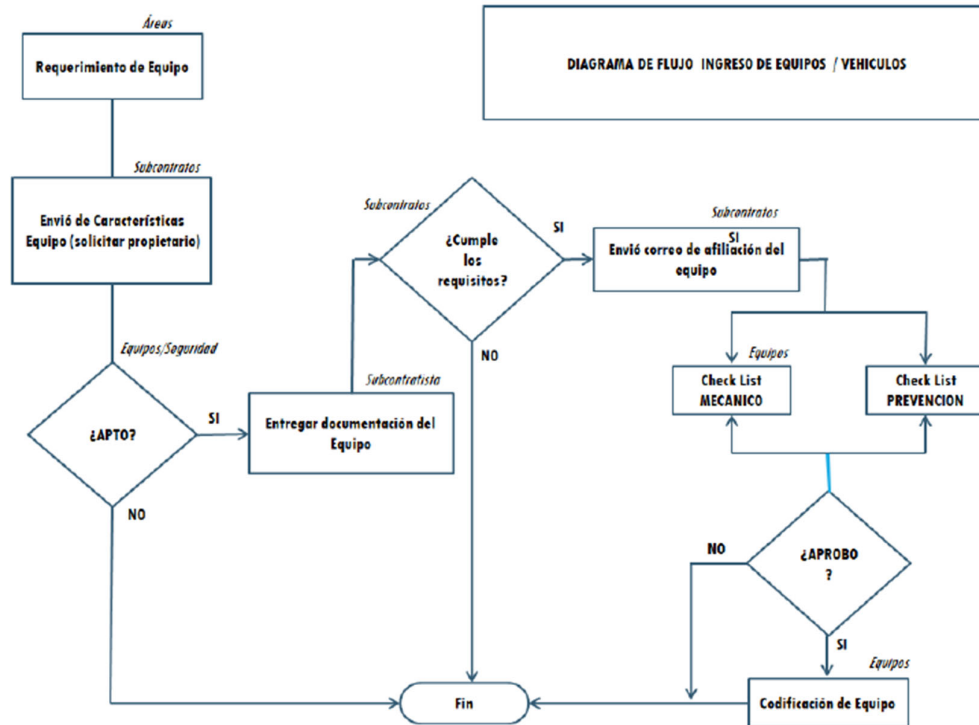 Áreas
Requerimiento de Equipo
DIAGRAMA DE FLUJO INGRESO DE EQUIPOS / VEHICULOS
Subcontratos
Envió de Características
Equipo (solicitar propietario)
Equipos/Seguridad
¿APTO?
SI
NO
Subcontratista
Entregar documentación del
Equipo
Subcontratos
¿Cumple
los
requisitos?
SI
NO
Subcontratos
SI
Envió correo de afiliación del
equipo
Equipos
Check List
MECANICO
Check List
PREVENCION
¿APROBO
?
NO
SI
Equipos
Codificación de Equipo
Fin